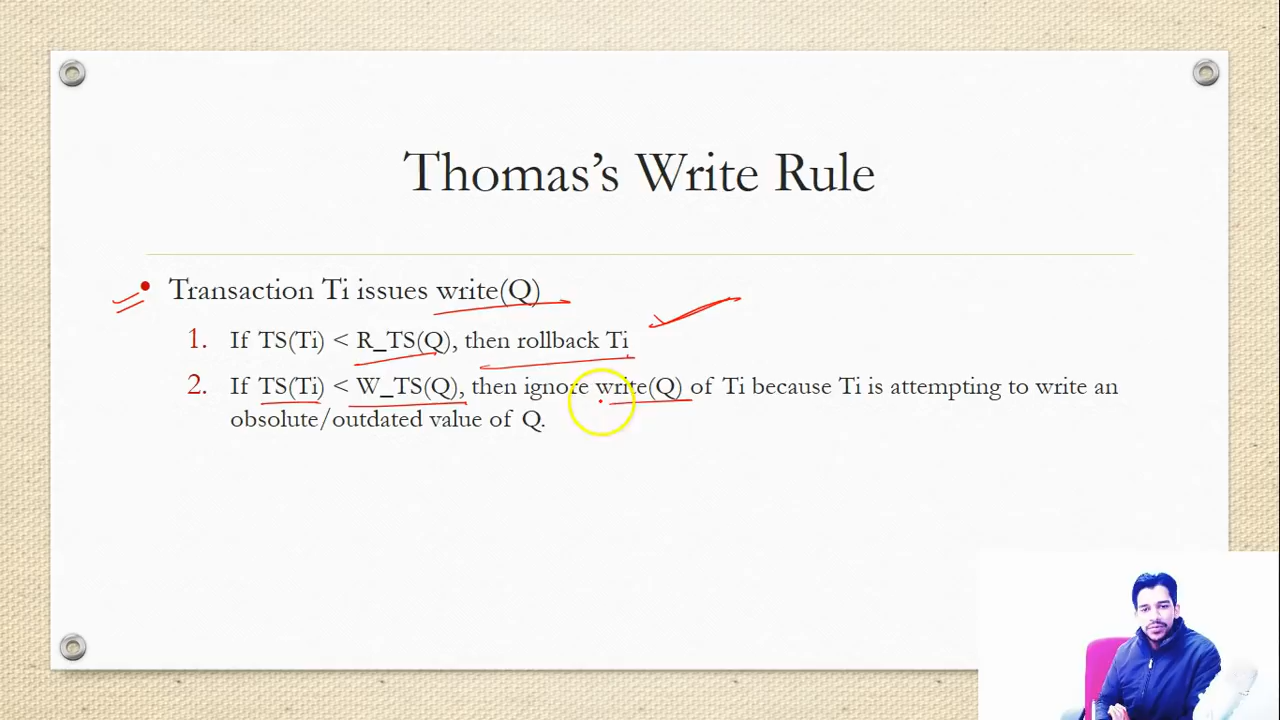 Thomas's Write Rule
• Transaction Ti issues write(Q)
1. If TS(Ti) < R_TS(Q), then rollback Ti
2. If TS(Ti) < W_TS(Q), then ignore write(Q) of Ti because Ti is attempting to write an
obsolute/outdated value of Q.